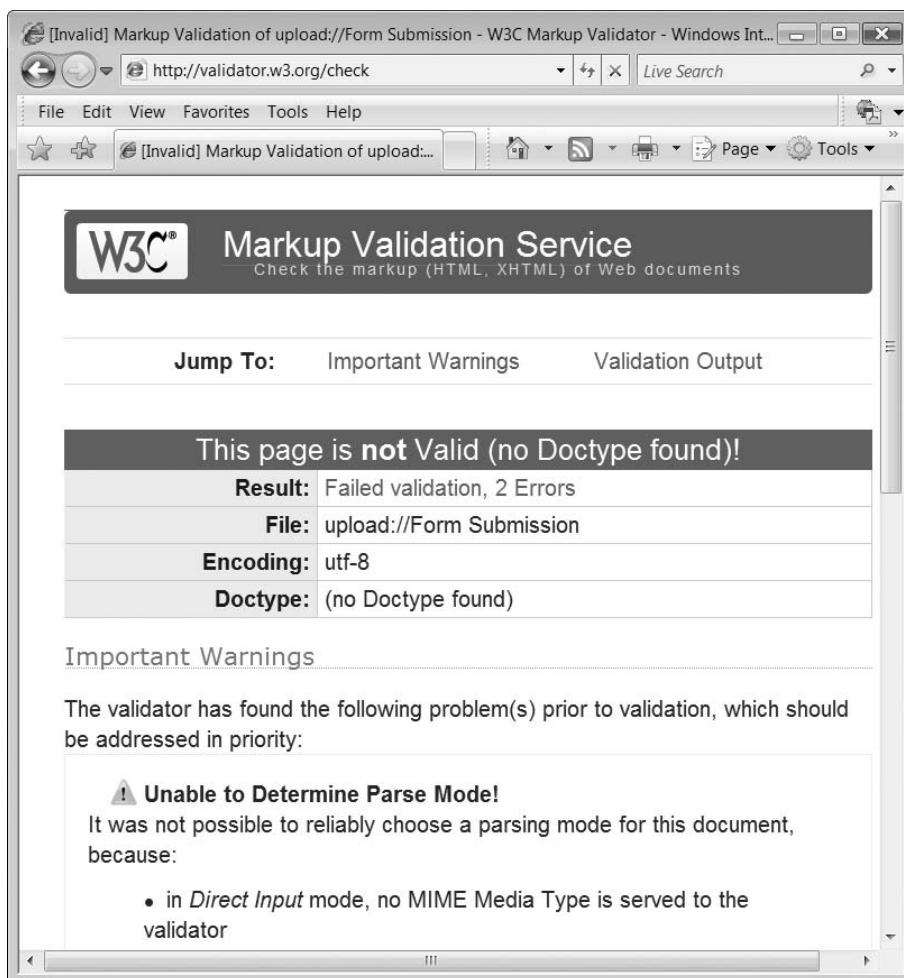 [Invalid] Markup Validation of upload://Form Submission - W3C Markup Validator - Windows Int...
http://validator.w3.org/check
Live Search
File Edit View Favorites Tools Help
[Invalid] Markup Validation of upload:...
Page
Tools
W3C®
Markup Validation Service
Check the markup (HTML, XHTML) of Web documents
Jump To: Important Warnings Validation Output
This page is not Valid (no Doctype found)!
Result: Failed validation, 2 Errors
File: upload://Form Submission
Encoding: utf-8
Doctype: (no Doctype found)
Important Warnings
The validator has found the following problem(s) prior to validation, which should
be addressed in priority:
Unable to Determine Parse Mode!
It was not possible to reliably choose a parsing mode for this document,
because:
• in Direct Input mode, no MIME Media Type is served to the
validator